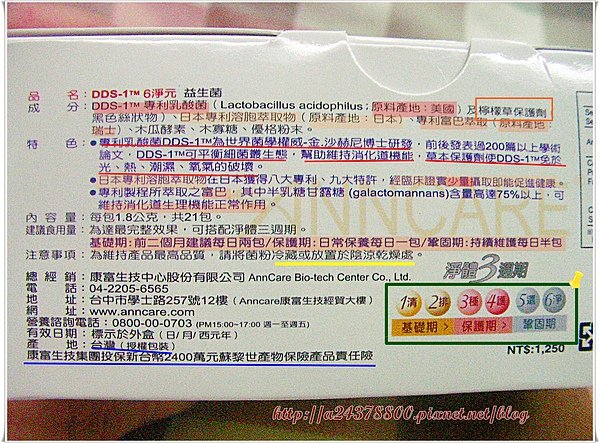 品 名：DDS-1™ 6淨元 益生菌
成 分：DDS-1™ 專利乳酸菌（Lactobacillus acidophilus；原料產地：美國）及檸檬草保護劑（
黑色絲狀物）、日本專利溶胞萃取物（原料產地：日本）、專利富巴萃取（原料產地：
瑞士）、木瓜酵素、木寡糖、優格粉末。
特 色：●專利乳酸菌DDS-1™為世界菌學權威-金.沙赫尼博士研發，前後發表過200篇以上學術
論文，DDS-1™可平衡細菌叢生態，幫助維持消化道機能，草本保護劑使DDS-1™免於
光、熱、潮濕、氧氣的破壞。
●日本專利溶胞萃取物在日本獲得八大專利、九大特許，經臨床證實少量攝取即能促進健康。
●專利製程所萃取之富巴，其中半乳糖甘露糖 (galactomannans)含量高達75%以上，可
維持消化道生理機能正常作用。
內 容 量：每包1.8公克，共21包。
建議食用量：為達最完整效果，可搭配淨體三週期。
基礎期：前二個月建議每日兩包/保護期：日常保養每日一包/鞏固期：持續維護每日半包
注意事項：為維持產品最高品質，請將菌粉冷藏或放置於陰涼乾燥處。
ANNCARE
總 經 銷：康富生技中心股份有限公司 AnnCare Bio-tech Center Co., Ltd.
電 話：04-2205-6565
地 址：台中市學士路257號12樓（Anncare康富生技經貿大樓）
網 址：www.anncare.com
營養諮詢電話：0800-00-0703 (PM15:00~17:00 週一至週五)
有效日期：標示於外盒（日/月/西元年）
產 地：台灣（授權包裝）
康富生技集團投保新台幣2400萬元蘇黎世產物保險產品責任險
淨體3週期
1清 2排 3種 4護 5還 6淨
基礎期 > 保護期 > 鞏固期
NT$:1,250
http://a24378800.pixnet.net/blog